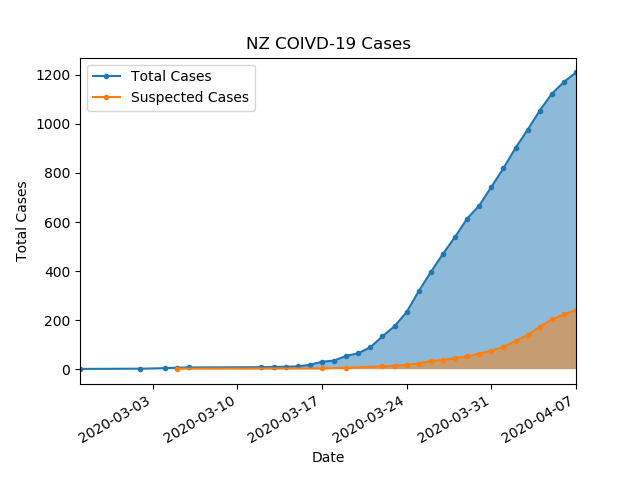 NZ COIVD-19 Cases
Total Cases
Suspected Cases
Total Cases
1200
1000
800
600
400
200
0
2020-03-03
2020-03-10
2020-03-17
2020-03-24
2020-03-31
2020-04-07
Date